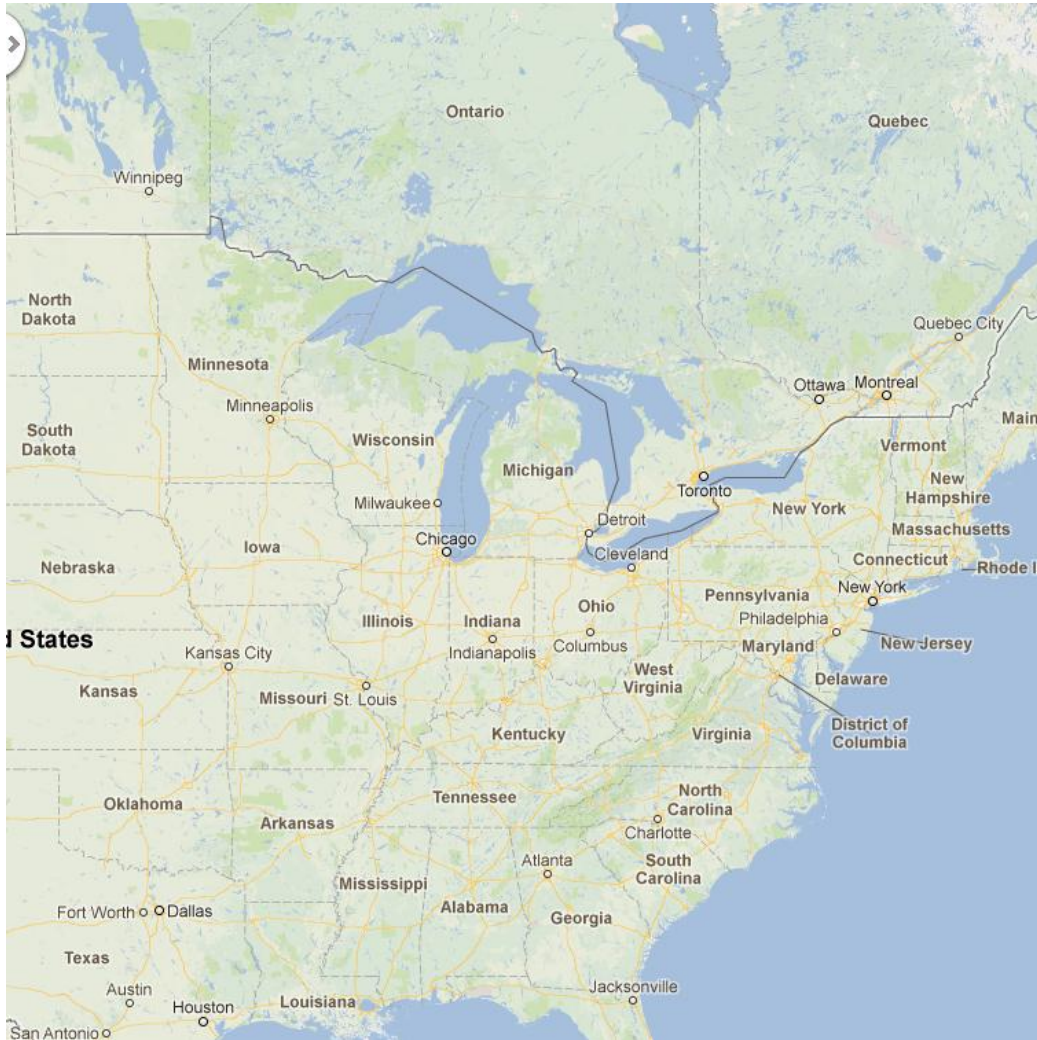 Ontario
Quebec
Winnipeg
North
Dakota
Quebec City
Minnesota
Ottawa
Montreal
Minneapolis
South
Dakota
Wisconsin
Vermont
Main
Michigan
New
Hampshire
Toronto
Milwaukee
New York
Detroit
Massachusetts
Chicago
Iowa
Cleveland
Connecticut
Nebraska
Rhode I
Pennsylvania
New York
Illinois
Indiana
Ohio
Philadelphia
d States
Indianapolis
Columbus
Maryland
New Jersey
Kansas City
West
Virginia
Delaware
Kansas
Missouri
St. Louis
District of
Columbia
Kentucky
Virginia
Oklahoma
Tennessee
North
Carolina
Arkansas
Charlotte
Atlanta
South
Carolina
Mississippi
Alabama
Fort Worth
Dallas
Georgia
Texas
Austin
Houston
Louisiana
Jacksonville
San Antonio